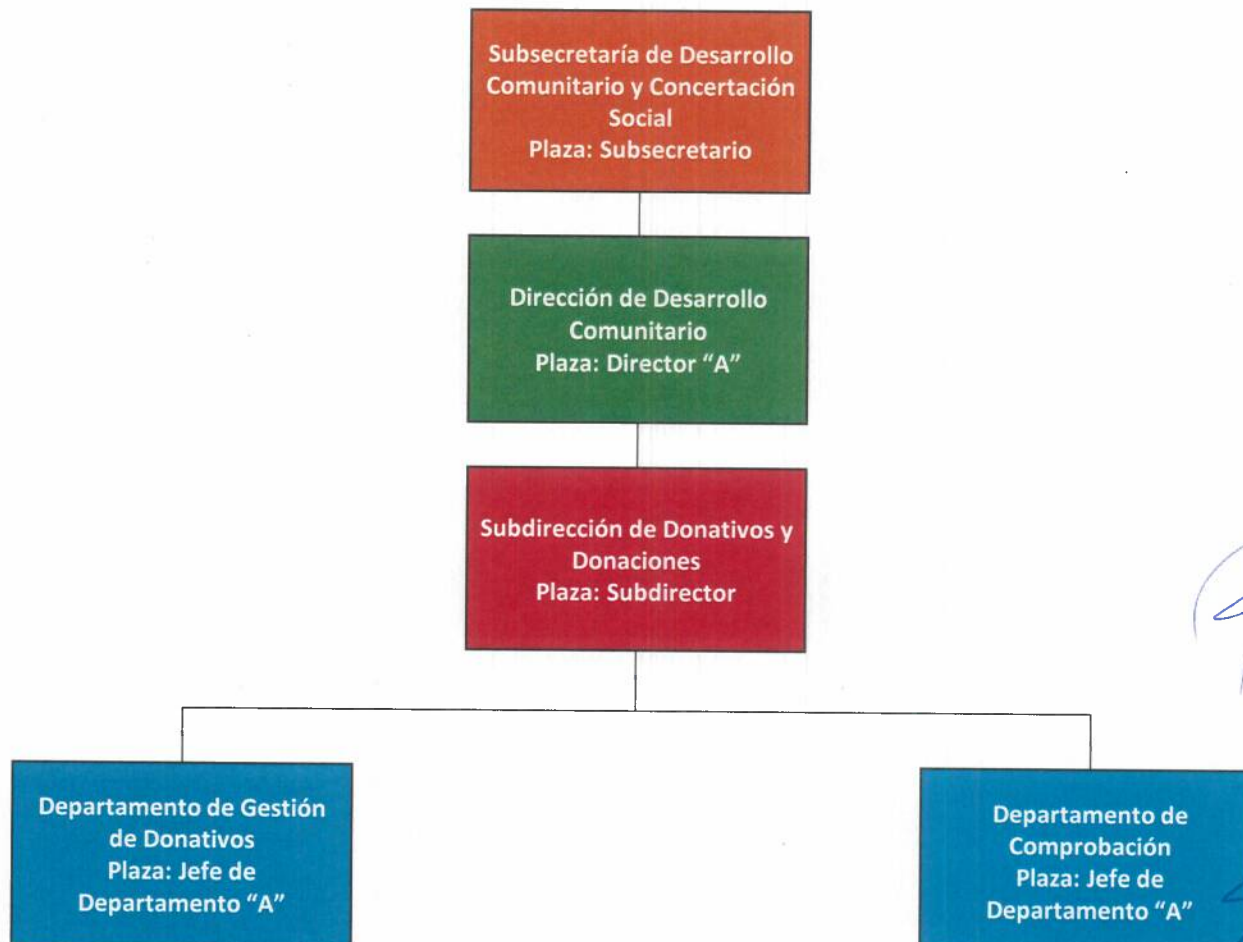 Subsecretaría de Desarrollo
Comunitario y Concertación
Social
Plaza: Subsecretario
Dirección de Desarrollo
Comunitario
Plaza: Director “A”
Subdirección de Donativos y
Donaciones
Plaza: Subdirector
Departamento de Gestión
de Donativos
Plaza: Jefe de
Departamento “A”
Departamento de
Comprobación
Plaza: Jefe de
Departamento “A”